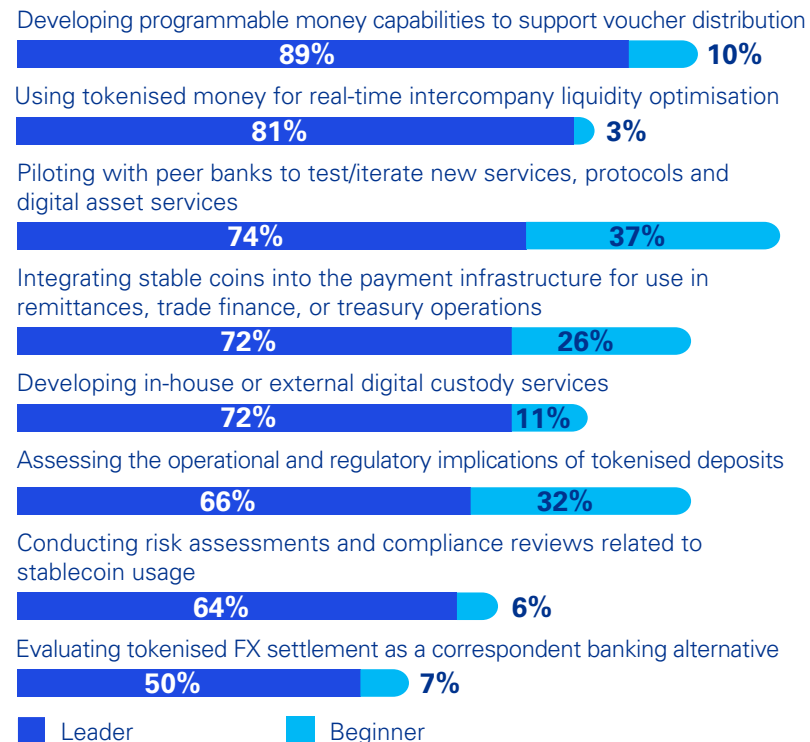 Developing programmable money capabilities to support voucher distribution
89% 10%
Using tokenised money for real-time intercompany liquidity optimisation
81% 3%
Piloting with peer banks to test/iterate new services, protocols and
digital asset services
74% 37%
Integrating stable coins into the payment infrastructure for use in
remittances, trade finance, or treasury operations
72% 26%
Developing in-house or external digital custody services
72% 11%
Assessing the operational and regulatory implications of tokenised deposits
66% 32%
Conducting risk assessments and compliance reviews related to
stablecoin usage
64% 6%
Evaluating tokenised FX settlement as a correspondent banking alternative
50% 7%
Leader Beginner